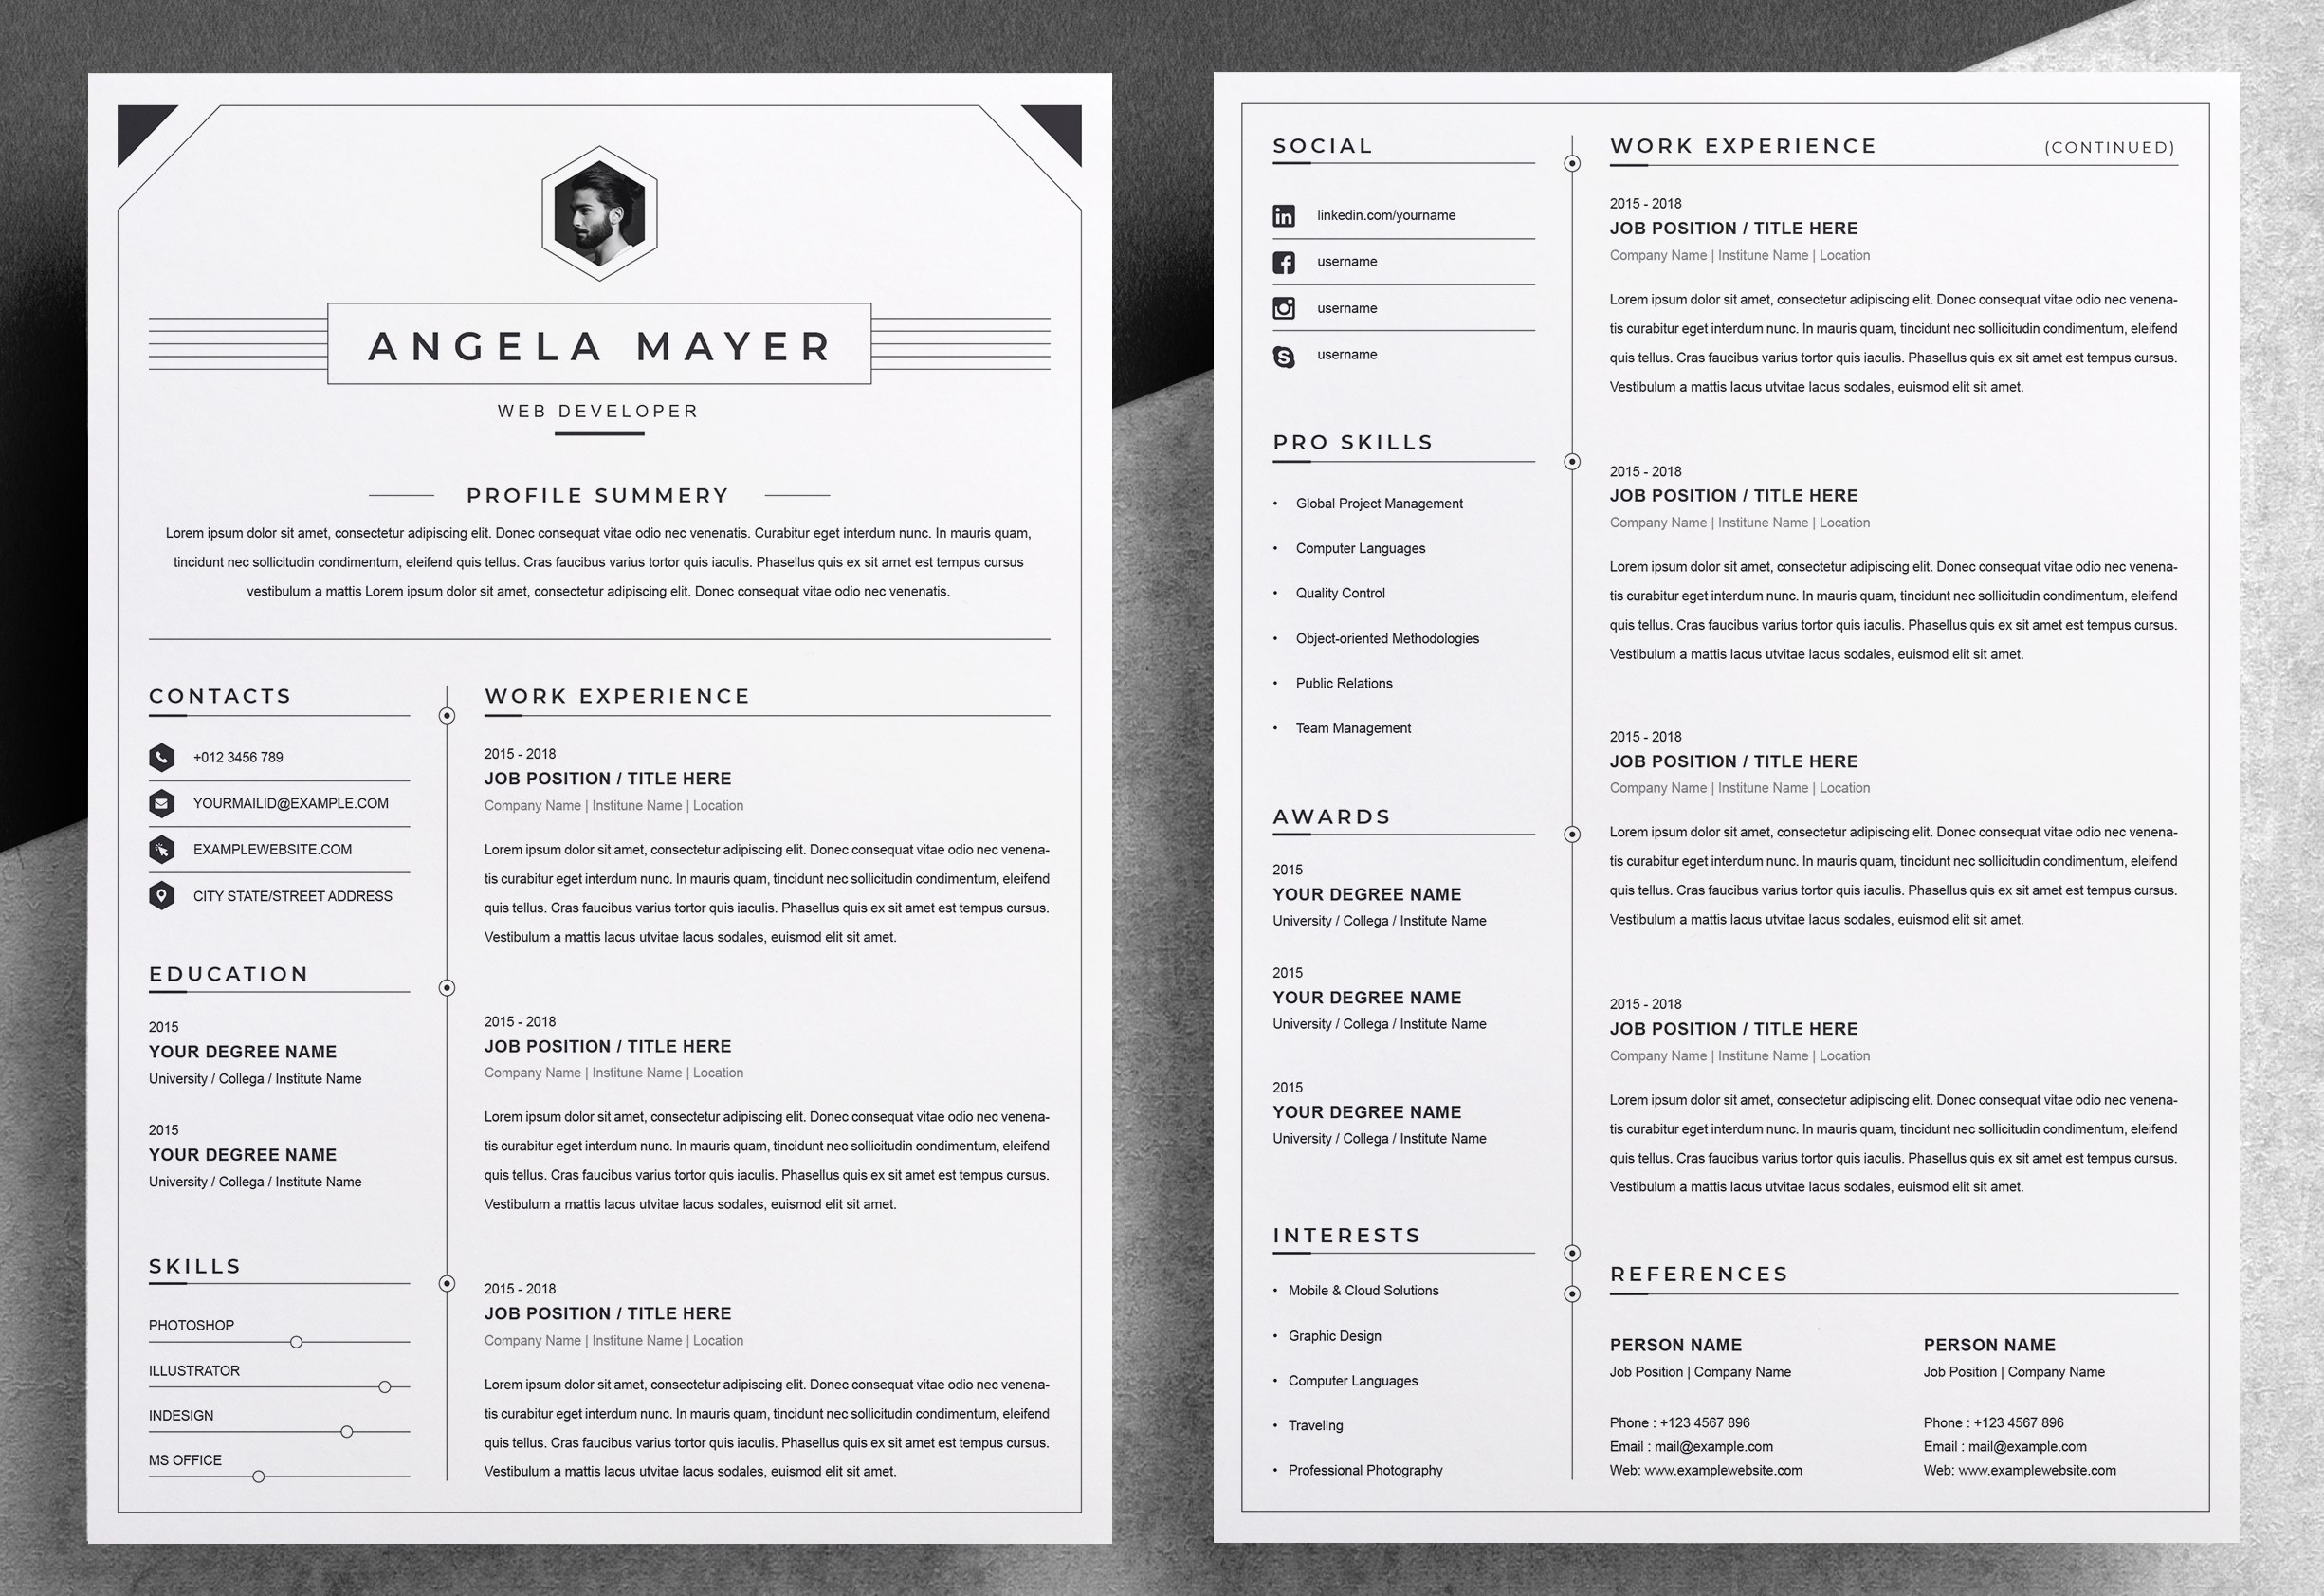 ANGELA MAYER
WEB DEVELOPER
PROFILE SUMMERY
Lorem ipsum dolor sit amet, consectetur adipiscing elit. Donec consequat vitae odio nec venenatis. Curabitur eget interdum nunc. In mauris quam,
tincidunt nec sollicitudin condimentum, eleifend quis tellus. Cras faucibus varius tortor quis iaculis. Phasellus quis ex sit amet est tempus cursus
vestibulum a mattis Lorem ipsum dolor sit amet, consectetur adipiscing elit. Donec consequat vitae odio nec venenatis.
CONTACTS
+012 3456 789
YOURMAILID@EXAMPLE.COM
EXAMPLEWEBSITE.COM
CITY STATE/STREET ADDRESS
EDUCATION
2015
YOUR DEGREE NAME
University / Collega / Institute Name
2015
YOUR DEGREE NAME
University / Collega / Institute Name
SKILLS
PHOTOSHOP
ILLUSTRATOR
INDESIGN
MS OFFICE
WORK EXPERIENCE
2015 - 2018
JOB POSITION / TITLE HERE
Company Name | Institune Name | Location
Lorem ipsum dolor sit amet, consectetur adipiscing elit. Donec consequat vitae odio nec venena-
tis curabitur eget interdum nunc. In mauris quam, tincidunt nec sollicitudin condimentum, eleifend
quis tellus. Cras faucibus varius tortor quis iaculis. Phasellus quis ex sit amet est tempus cursus.
Vestibulum a mattis lacus utvitae lacus sodales, euismod elit sit amet.
2015 - 2018
JOB POSITION / TITLE HERE
Company Name | Institune Name | Location
Lorem ipsum dolor sit amet, consectetur adipiscing elit. Donec consequat vitae odio nec venena-
tis curabitur eget interdum nunc. In mauris quam, tincidunt nec sollicitudin condimentum, eleifend
quis tellus. Cras faucibus varius tortor quis iaculis. Phasellus quis ex sit amet est tempus cursus.
Vestibulum a mattis lacus utvitae lacus sodales, euismod elit sit amet.
2015 - 2018
JOB POSITION / TITLE HERE
Company Name | Institune Name | Location
Lorem ipsum dolor sit amet, consectetur adipiscing elit. Donec consequat vitae odio nec venena-
tis curabitur eget interdum nunc. In mauris quam, tincidunt nec sollicitudin condimentum, eleifend
quis tellus. Cras faucibus varius tortor quis iaculis. Phasellus quis ex sit amet est tempus cursus.
Vestibulum a mattis lacus utvitae lacus sodales, euismod elit sit amet.
SOCIAL
linkedin.com/yourname
username
username
username
PRO SKILLS
• Global Project Management
• Computer Languages
• Quality Control
• Object-oriented Methodologies
• Public Relations
• Team Management
AWARDS
2015
YOUR DEGREE NAME
University / Collega / Institute Name
2015
YOUR DEGREE NAME
University / Collega / Institute Name
2015
YOUR DEGREE NAME
University / Collega / Institute Name
INTERESTS
• Mobile & Cloud Solutions
• Graphic Design
• Computer Languages
• Traveling
• Professional Photography
WORK EXPERIENCE (CONTINUED)
2015 - 2018
JOB POSITION / TITLE HERE
Company Name | Institune Name | Location
Lorem ipsum dolor sit amet, consectetur adipiscing elit. Donec consequat vitae odio nec venena-
tis curabitur eget interdum nunc. In mauris quam, tincidunt nec sollicitudin condimentum, eleifend
quis tellus. Cras faucibus varius tortor quis iaculis. Phasellus quis ex sit amet est tempus cursus.
Vestibulum a mattis lacus utvitae lacus sodales, euismod elit sit amet.
2015 - 2018
JOB POSITION / TITLE HERE
Company Name | Institune Name | Location
Lorem ipsum dolor sit amet, consectetur adipiscing elit. Donec consequat vitae odio nec venena-
tis curabitur eget interdum nunc. In mauris quam, tincidunt nec sollicitudin condimentum, eleifend
quis tellus. Cras faucibus varius tortor quis iaculis. Phasellus quis ex sit amet est tempus cursus.
Vestibulum a mattis lacus utvitae lacus sodales, euismod elit sit amet.
2015 - 2018
JOB POSITION / TITLE HERE
Company Name | Institune Name | Location
Lorem ipsum dolor sit amet, consectetur adipiscing elit. Donec consequat vitae odio nec venena-
tis curabitur eget interdum nunc. In mauris quam, tincidunt nec sollicitudin condimentum, eleifend
quis tellus. Cras faucibus varius tortor quis iaculis. Phasellus quis ex sit amet est tempus cursus.
Vestibulum a mattis lacus utvitae lacus sodales, euismod elit sit amet.
2015 - 2018
JOB POSITION / TITLE HERE
Company Name | Institune Name | Location
Lorem ipsum dolor sit amet, consectetur adipiscing elit. Donec consequat vitae odio nec venena-
tis curabitur eget interdum nunc. In mauris quam, tincidunt nec sollicitudin condimentum, eleifend
quis tellus. Cras faucibus varius tortor quis iaculis. Phasellus quis ex sit amet est tempus cursus.
Vestibulum a mattis lacus utvitae lacus sodales, euismod elit sit amet.
REFERENCES
PERSON NAME
Job Position | Company Name
Phone : +123 4567 896
Email : mail@example.com
Web: www.examplewebsite.com
PERSON NAME
Job Position | Company Name
Phone : +123 4567 896
Email : mail@example.com
Web: www.examplewebsite.com